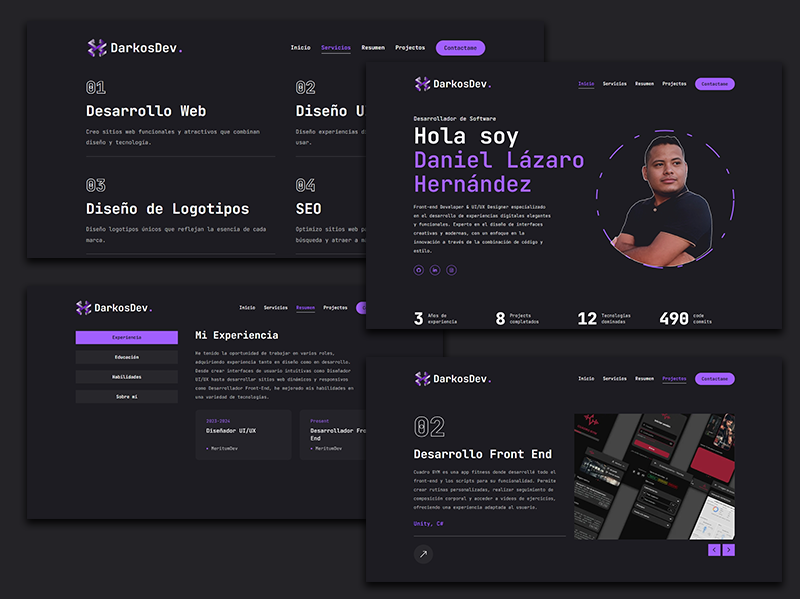 DarkosDev.
Inicio Servicios Resumen Proyectos Contactame
01
Desarrollo Web
Creo sitios web funcionales y atractivos que combinan
diseño y tecnología.
02
Diseño U
Diseño experiencias d
usar.
03
Diseño de Logotipos
Diseño logotipos únicos que reflejan la esencia de cada
marca.
04
SEO
Optimizo sitios web pa
búsqueda y atraer a m
DarkosDev.
Inicio Servicios Resumen Proyectos Contactame
Desarrollador de Software
Hola soy
Daniel Lázaro
Hernández
Front-end Developer & UI/UX Designer especializado
en el desarrollo de experiencias digitales elegantes
y funcionales. Experto en el diseño de interfaces
creativas y modernas, con un enfoque en la
innovación a través de la combinación de código y
estilo.
3 Años de
experiencia
8 Projects
completados
12 Tecnologías
dominadas
490 code
commits
DarkosDev.
Inicio Servicios Resumen Proyectos
Experiencia
Educación
Habilidades
Sobre mi
Mi Experiencia
He tenido la oportunidad de trabajar en varios roles,
adquiriendo experiencia tanto en diseño como en desarrollo.
Desde crear interfaces de usuario intuitivas como Diseñador
UI/UX hasta desarrollar sitios web dinámicos y responsivos
como Desarrollador Front-End, he mejorado mis habilidades en
una variedad de tecnologías.
2023-2024
Diseñador UI/UX
• MeritumDev
Present
Desarrollador Fro
End
• MeritumDev
DarkosDev.
Inicio Servicios Resumen Proyectos Contactame
02
Desarrollo Front End
Cuadro GYM es una app fitness donde desarrollé todo el
front-end y los scripts para su funcionalidad. Permite
crear rutinas personalizadas, realizar seguimiento de
composición corporal y acceder a videos de ejercicios,
ofreciendo una experiencia adaptada al usuario.
Unity, C#